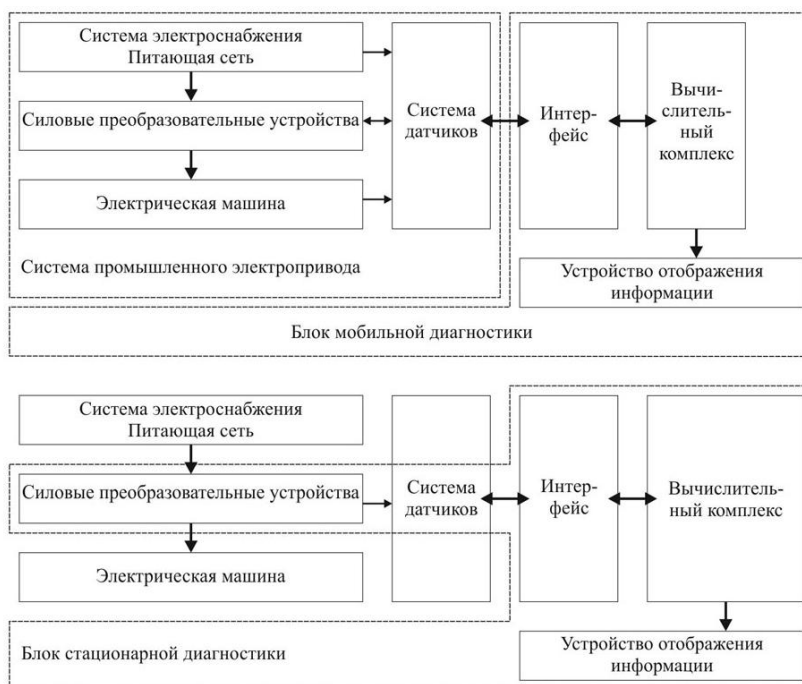 Система электроснабжения
Питающая сеть
Силовые преобразовательные устройства
Электрическая машина
Система
датчиков
Интер-
фейс
Вычи-
слитель-
ный
комплекс
Система промышленного электропривода
Устройство отображения
информации
Блок мобильной диагностики
Система электроснабжения
Питающая сеть
Силовые преобразовательные устройства
Электрическая машина
Система
датчиков
Интер-
фейс
Вычислитель-
ный комплекс
Устройство отображения
информации
Блок стационарной диагностики